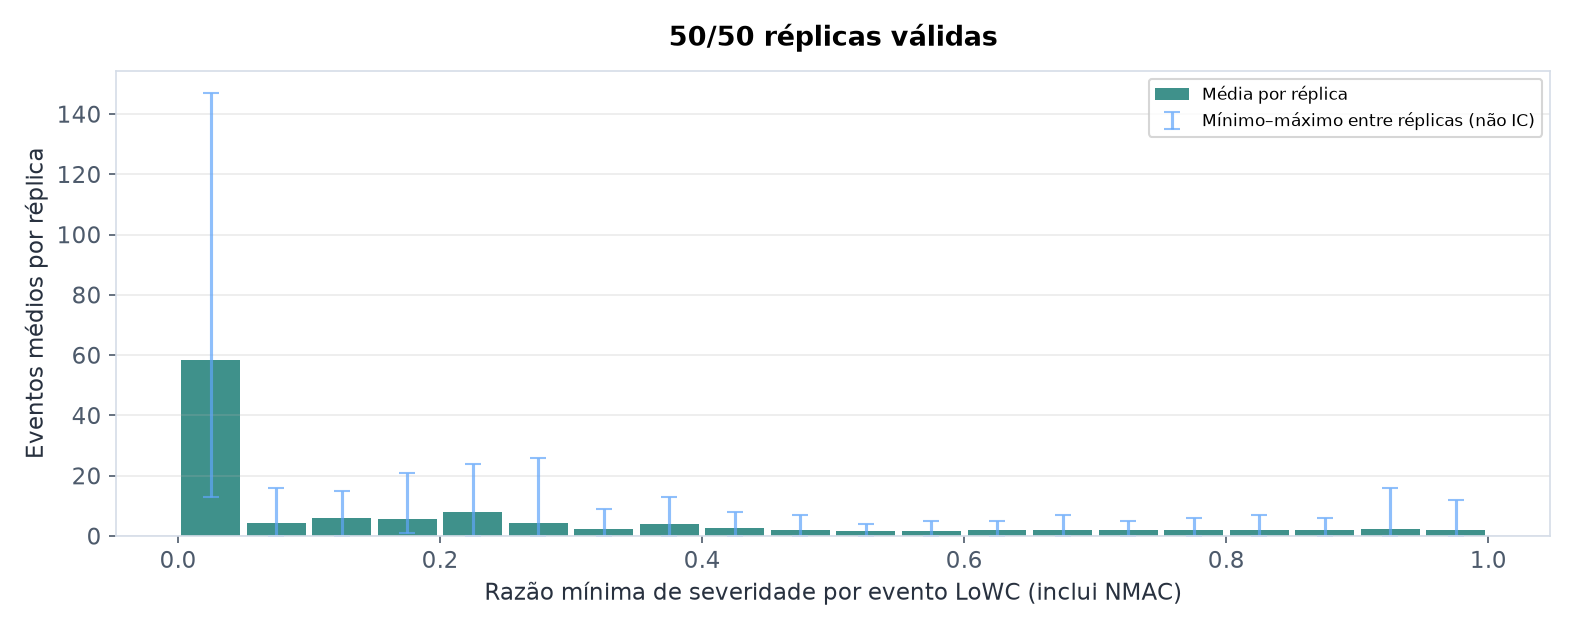 50/50 réplicas válidas
Média por réplica
Mínimo–máximo entre réplicas (não IC)
Eventos médios por réplica
140
120
100
80
60
40
20
0
0.0 0.2 0.4 0.6 0.8 1.0
Razão mínima de severidade por evento LoWC (inclui NMAC)